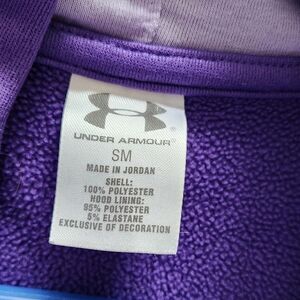 UNDER ARMOUR
SM
MADE IN JORDAN
SHELL:
100% POLYESTER
HOOD LINING:
95% POLYESTER
5% ELASTANE
EXCLUSIVE OF DECORATION